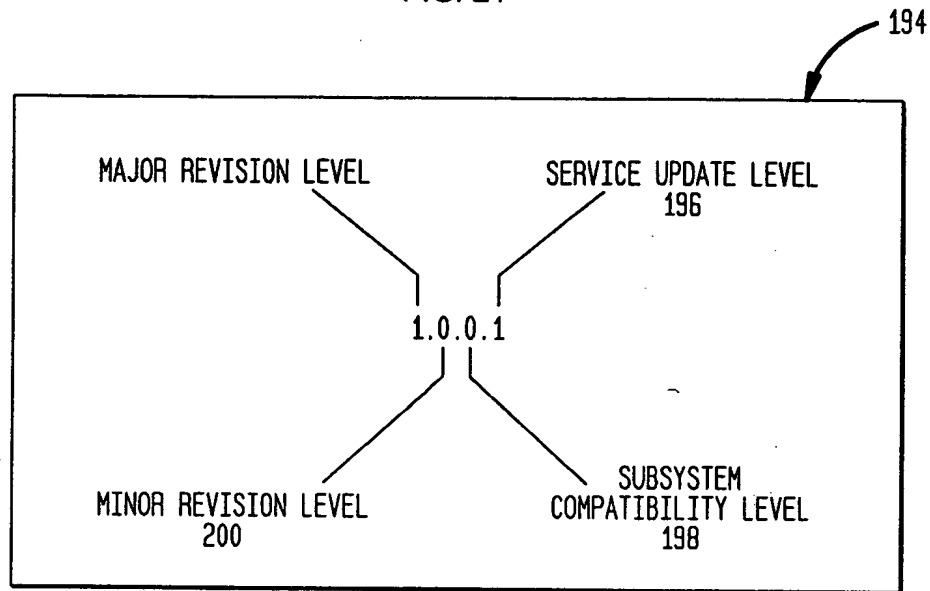 194
MAJOR REVISION LEVEL
SERVICE UPDATE LEVEL
196
1.0.0.1
MINOR REVISION LEVEL
200
SUBSYSTEM
COMPATIBILITY LEVEL
198